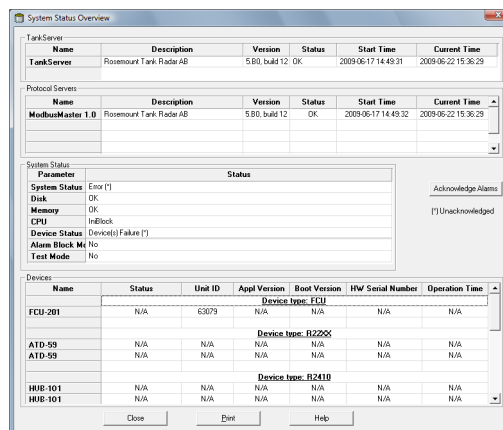 System Status Overview
TankServer
Name Description Version Status Start Time Current Time
TankServer Rosemount Tank Radar AB 5.B0, build 12 OK 2009-06-17 14:49:31 2009-06-22 15:36:29
Protocol Servers
Name Description Version Status Start Time Current Time
ModbusMaster 1.0 Rosemount Tank Radar AB 5.B0, build 12 OK 2009-06-17 14:49:32 2009-06-22 15:36:29
System Status
Parameter Status
System Status Error (*)
Disk OK
Memory OK
CPU IniBlock
Device Status Device(s) Failure (*)
Alarm Block Mo No
Test Mode No
Acknowledge Alarms
(*) Unacknowledged
Devices
Name Status Unit ID Appl Version Boot Version HW Serial Number Operation Time
Device type: FCU
FCU-201 N/A 63079 N/A N/A N/A N/A
Device type: R22XX
ATD-59 N/A N/A N/A N/A N/A N/A
ATD-59 N/A N/A N/A N/A N/A N/A
Device type: R2410
HUB-101 N/A N/A N/A N/A N/A N/A
HUB-101 N/A N/A N/A N/A N/A N/A
Close Print Help